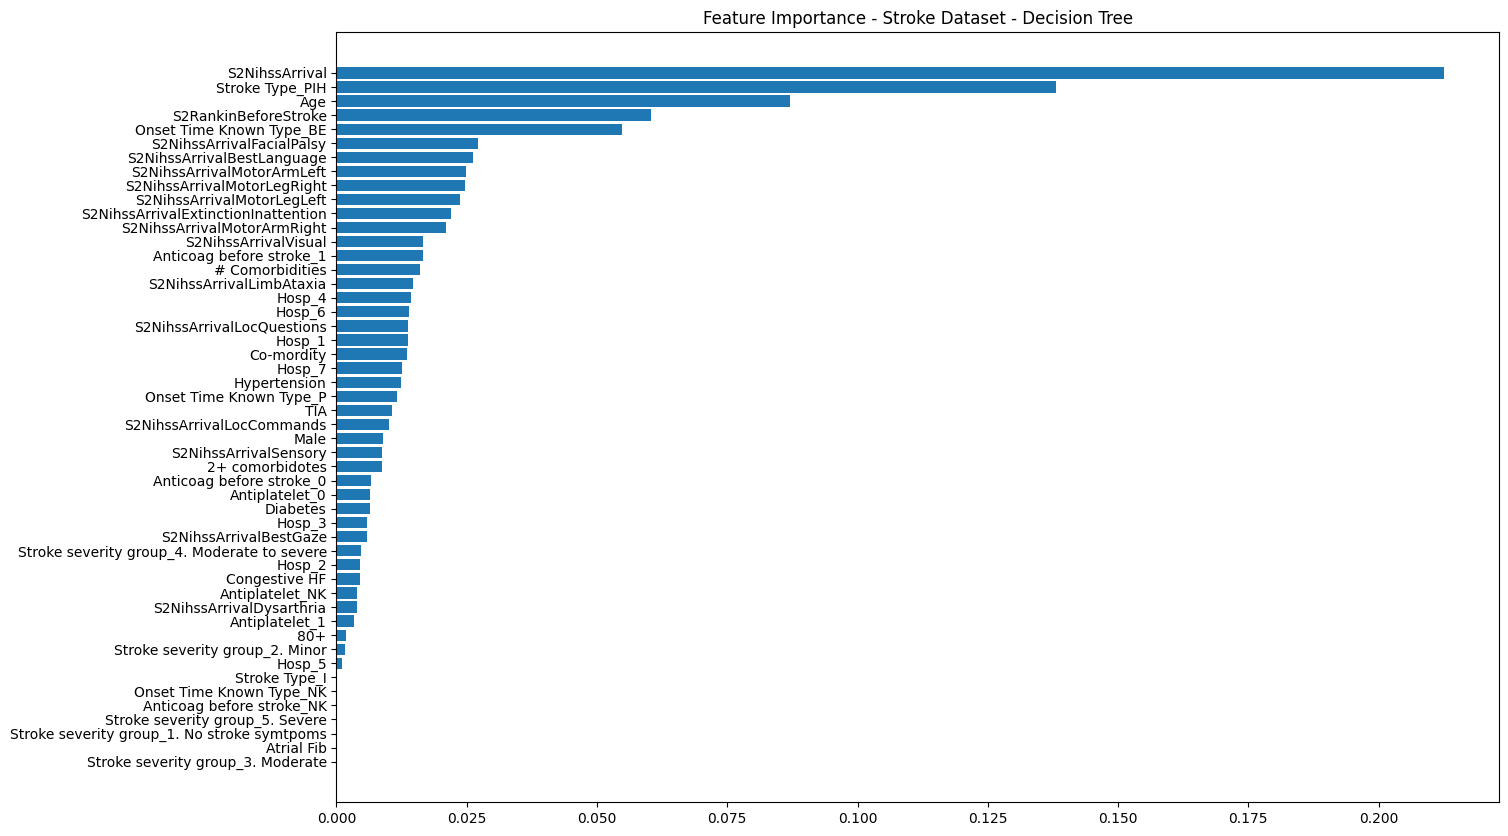 Feature Importance - Stroke Dataset - Decision Tree
S2NihssArrival
Stroke Type_PIH
Age
S2RankinBeforeStroke
Onset Time Known Type_BE
S2NihssArrivalFacialPalsy
S2NihssArrivalBestLanguage
S2NihssArrivalMotorArmLeft
S2NihssArrivalMotorLegRight
S2NihssArrivalMotorLegLeft
S2NihssArrivalExtinctionInattention
S2NihssArrivalMotorArmRight
S2NihssArrivalVisual
Anticoag before stroke_1
# Comorbidities
S2NihssArrivalLimbAtaxia
Hosp_4
Hosp_6
S2NihssArrivalLocQuestions
Hosp_1
Co-mordity
Hosp_7
Hypertension
Onset Time Known Type_P
TIA
S2NihssArrivalLocCommands
Male
S2NihssArrivalSensory
2+ comorbidotes
Anticoag before stroke_0
Antiplatelet_0
Diabetes
Hosp_3
S2NihssArrivalBestGaze
Stroke severity group_4. Moderate to severe
Hosp_2
Congestive HF
Antiplatelet_NK
S2NihssArrivalDysarthria
Antiplatelet_1
80+
Stroke severity group_2. Minor
Hosp_5
Stroke Type_I
Onset Time Known Type_NK
Anticoag before stroke_NK
Stroke severity group_5. Severe
Stroke severity group_1. No stroke symtpoms
Atrial Fib
Stroke severity group_3. Moderate
0.000 0.025 0.050 0.075 0.100 0.125 0.150 0.175 0.200